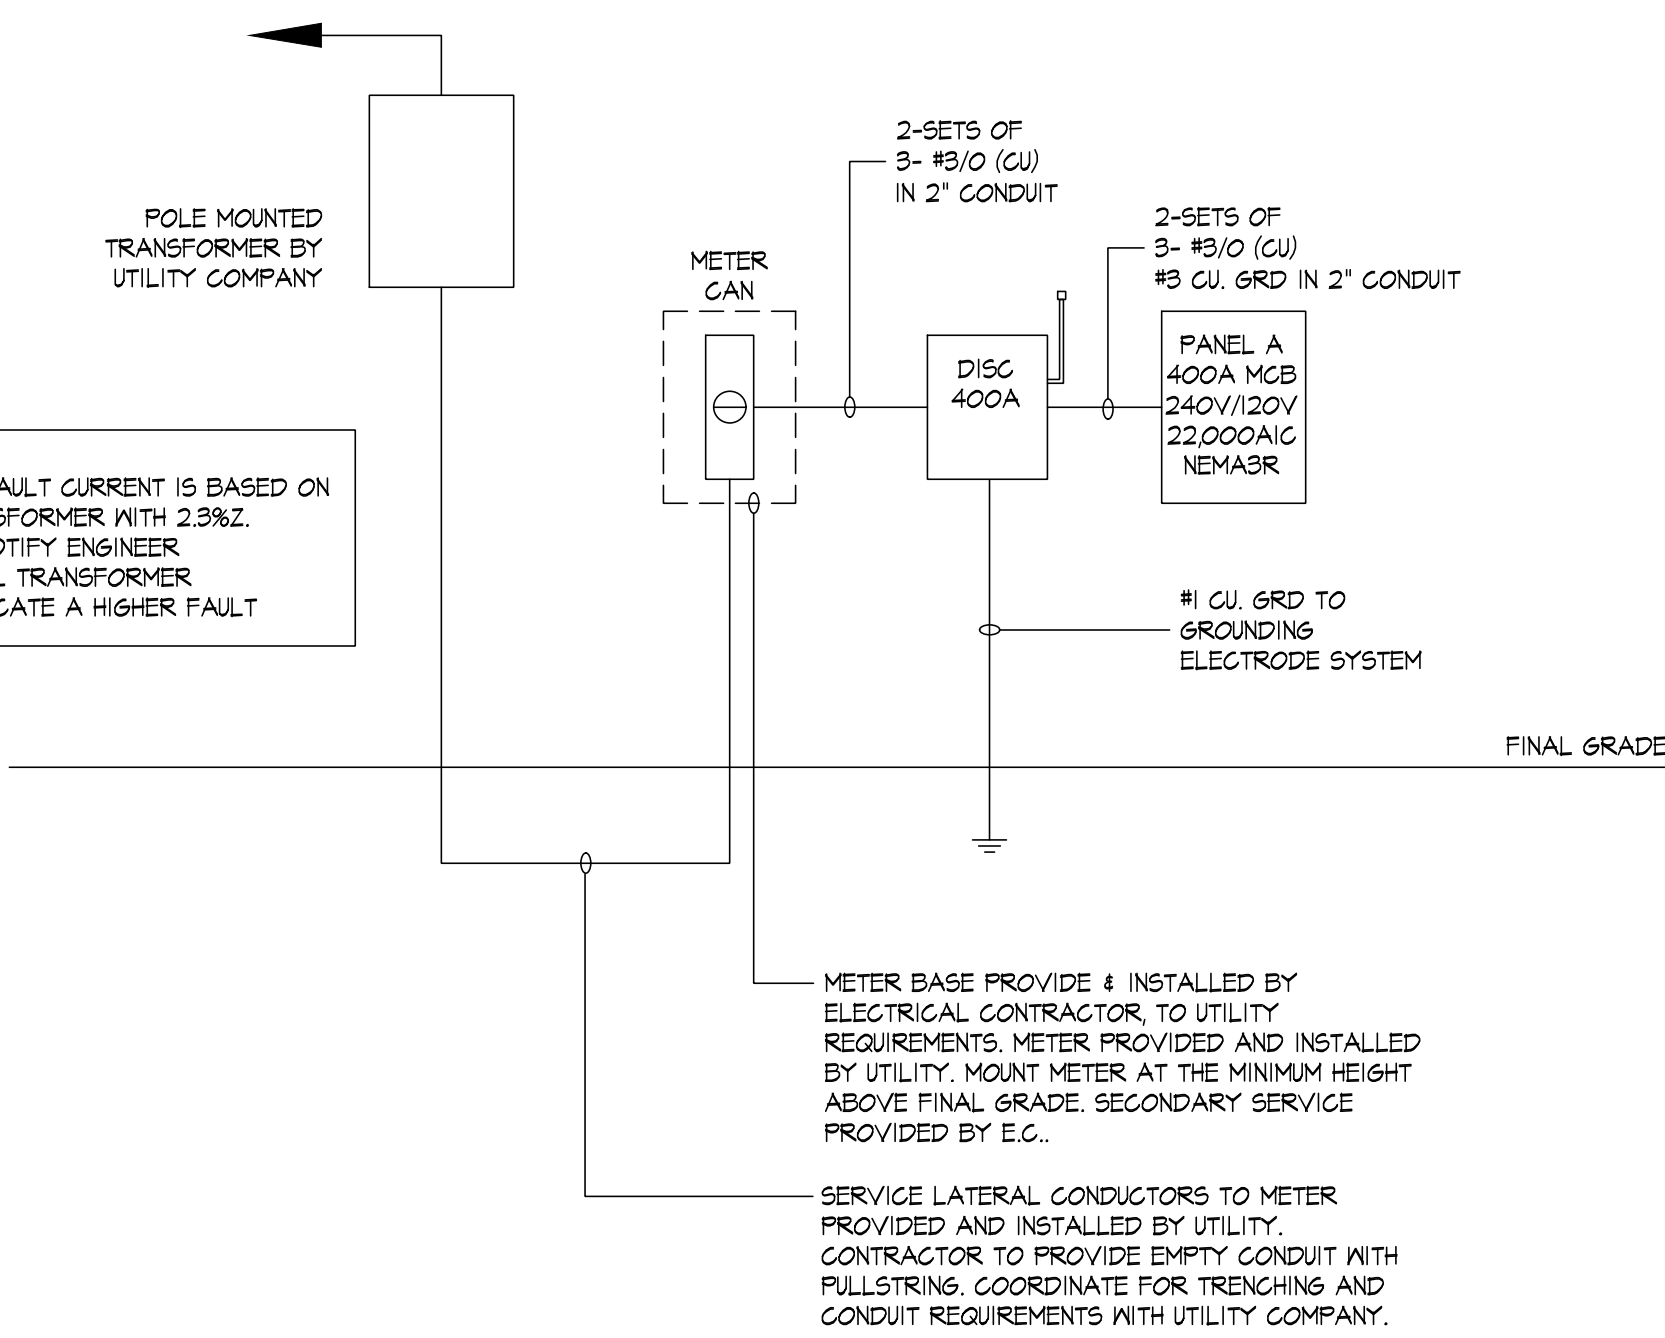 2-SETS OF
3- #3/0 (CU)
IN 2" CONDUIT
2-SETS OF
3- #3/0 (CU)
#3 CU. GRD IN 2" CONDUIT
POLE MOUNTED
TRANSFORMER BY
UTILITY COMPANY
METER
CAN
DISC
400A
PANEL A
400A MCB
240V/120V
22,000AIC
NEMA3R
CURRENT IS BASED ON
WITH 2.3%Z.
ENGINEER
TRANSFORMER
A HIGHER FAULT
#1 CU. GRD TO
GROUNDING
ELECTRODE SYSTEM
FINAL GRADE
METER BASE PROVIDE & INSTALLED BY
ELECTRICAL CONTRACTOR, TO UTILITY
REQUIREMENTS. METER PROVIDED AND INSTALLED
BY UTILITY. MOUNT METER AT THE MINIMUM HEIGHT
ABOVE FINAL GRADE. SECONDARY SERVICE
PROVIDED BY E.C..
SERVICE LATERAL CONDUCTORS TO METER
PROVIDED AND INSTALLED BY UTILITY.
CONTRACTOR TO PROVIDE EMPTY CONDUIT WITH
PULLSTRING. COORDINATE FOR TRENCHING AND
CONDUIT REQUIREMENTS WITH UTILITY COMPANY.